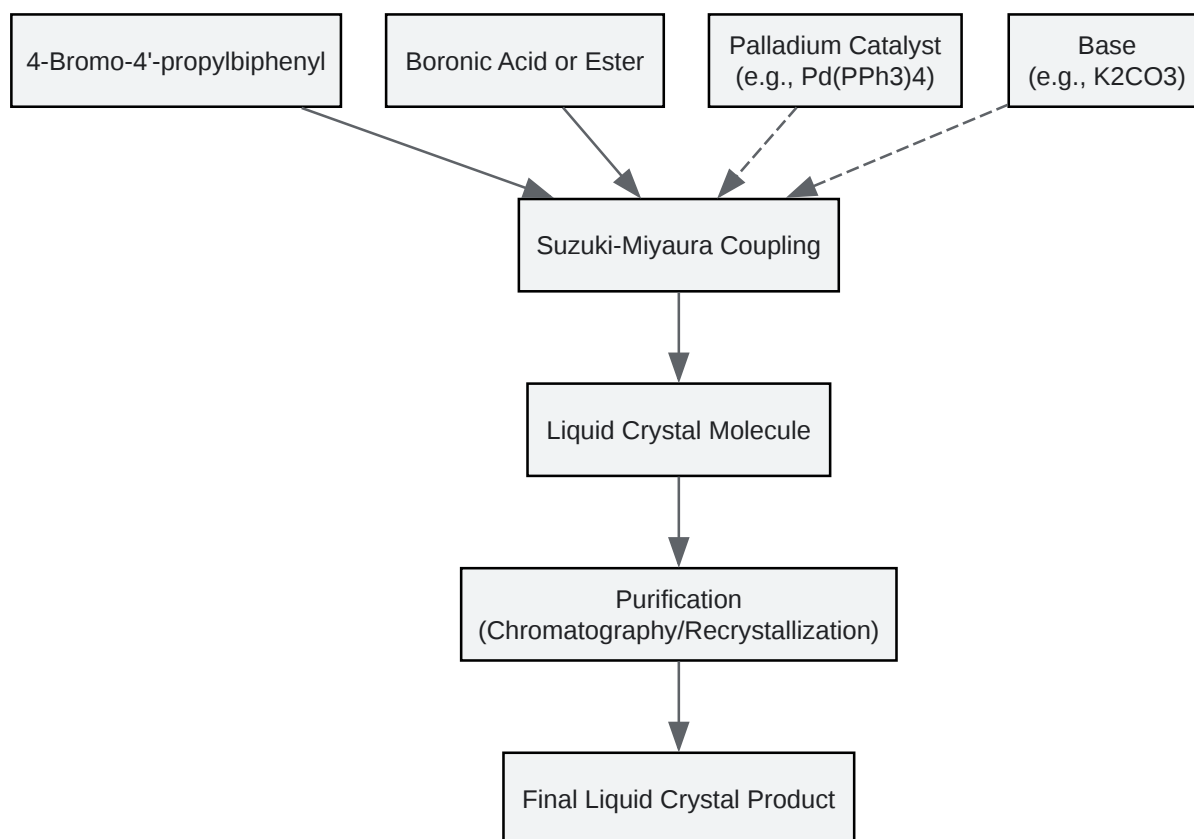 4-Bromo-4'-propylbiphenyl
Boronic Acid or Ester
Palladium Catalyst
(e.g., Pd(PPh3)4)
Base
(e.g., K2CO3)
Suzuki-Miyaura Coupling
Liquid Crystal Molecule
Purification
(Chromatography/Recrystallization)
Final Liquid Crystal Product